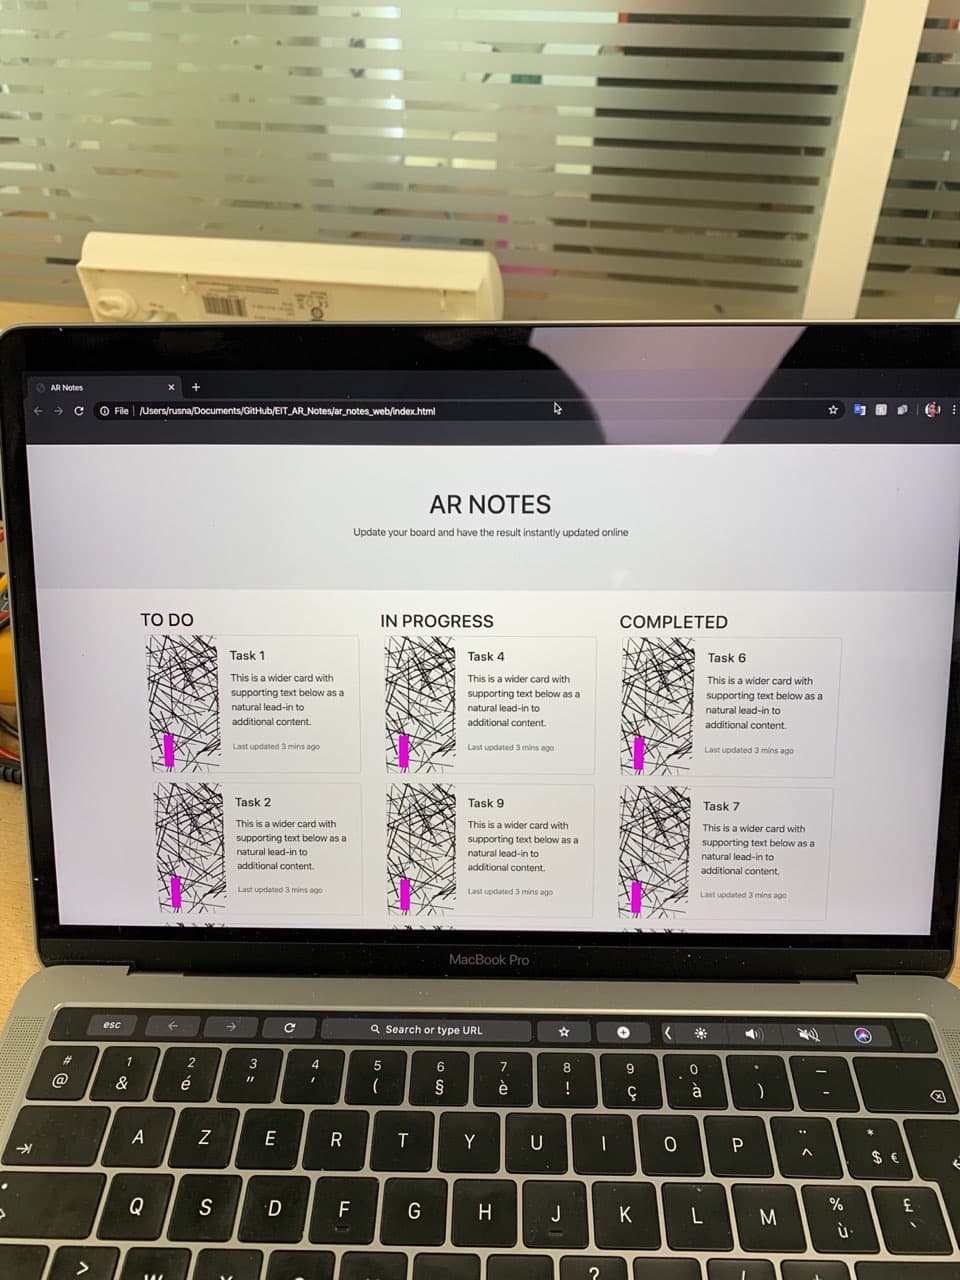 AR Notes
File
/Users/rusna/Documents/GitHub/EIT_AR_Notes/ar_notes_web/index.html
AR NOTES
Update your board and have the result instantly updated online
TO DO
Task 1
This is a wider card with
supporting text below as a
natural lead-in to
additional content.
Last updated 3 mins ago
Task 2
This is a wider card with
supporting text below as a
natural lead-in to
additional content.
Last updated 3 mins ago
IN PROGRESS
Task 4
This is a wider card with
supporting text below as a
natural lead-in to
additional content.
Last updated 3 mins ago
Task 9
This is a wider card with
supporting text below as a
natural lead-in to
additional content.
Last updated 3 mins ago
COMPLETED
Task 6
This is a wider card with
supporting text below as a
natural lead-in to
additional content.
Last updated 3 mins ago
Task 7
This is a wider card with
supporting text below as a
natural lead-in to
additional content.
Last updated 3 mins ago
MacBook Pro
esc
Search or type URL
# 1 2 3 4 5 6 7 8 9 0 °
@ & é " ' ( § è ! ç à ) -
A Z E R T Y U I O P ^ * $ €
Q S D F G H J K L M % ù £ `
> ?